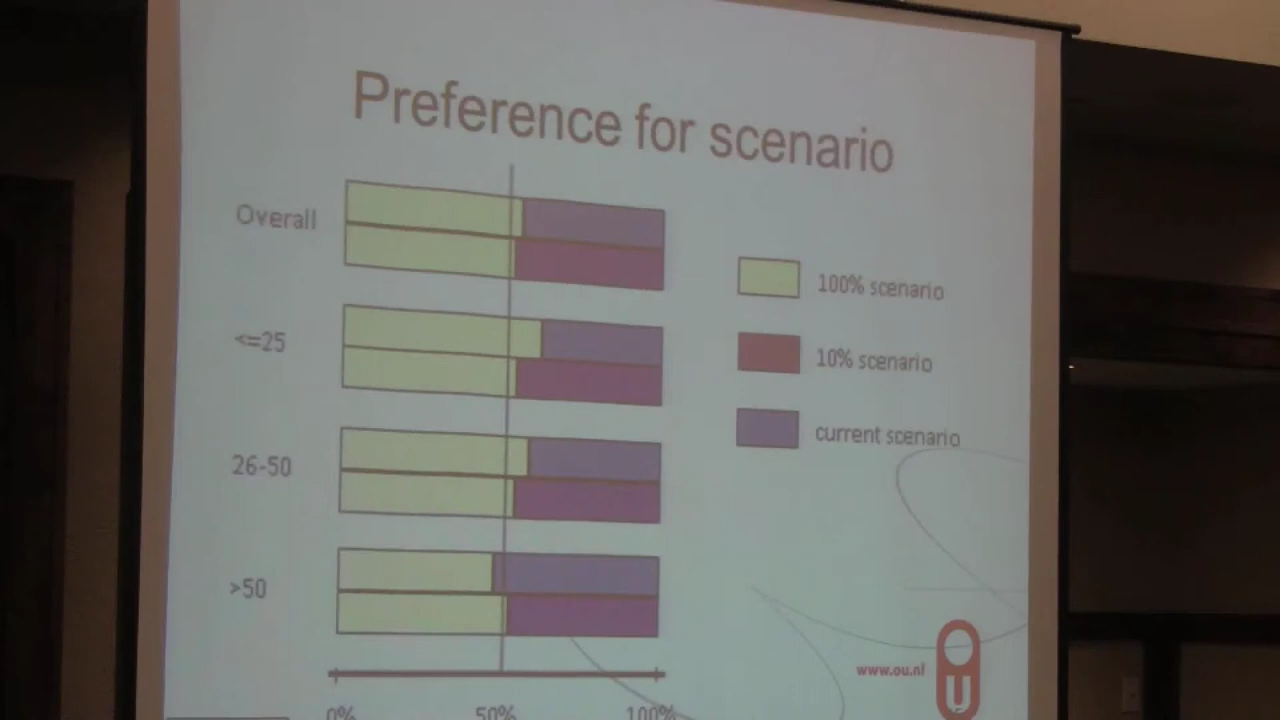 Preference for scenario
Overall
<=25
26-50
>50
100% scenario
10% scenario
current scenario
www.ou.nl
U
0% 50% 100%